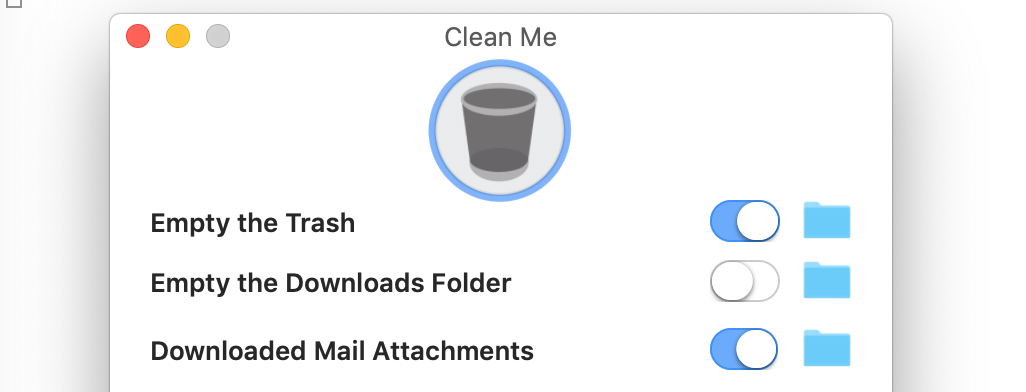 Clean Me
Empty the Trash
Empty the Downloads Folder
Downloaded Mail Attachments